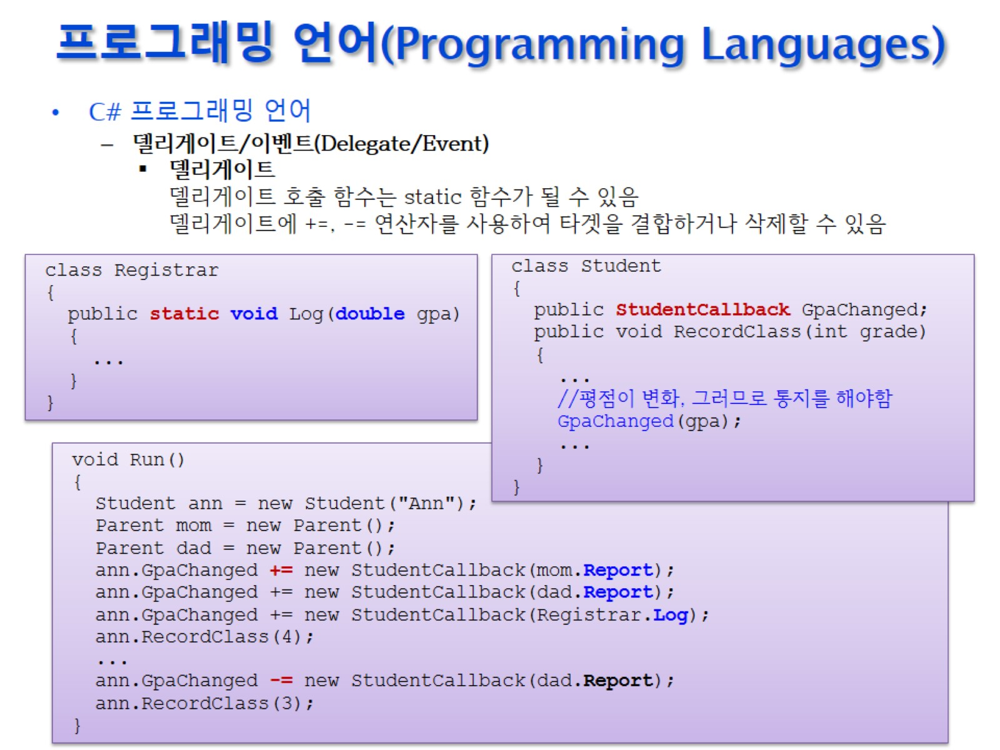 프로그래밍 언어(Programming Languages)
• C# 프로그래밍 언어
– 델리게이트/이벤트(Delegate/Event)
▪ 델리게이트
델리게이트 호출 함수는 static 함수가 될 수 있음
델리게이트에 +=, -= 연산자를 사용하여 타겟을 결합하거나 삭제할 수 있음
class Registrar
{
public static void Log(double gpa)
{
...
}
}
class Student
{
public StudentCallback GpaChanged;
public void RecordClass(int grade)
{
...
//평점이 변화, 그러므로 통지를 해야함
GpaChanged(gpa);
...
}
}
void Run()
{
Student ann = new Student("Ann");
Parent mom = new Parent();
Parent dad = new Parent();
ann.GpaChanged += new StudentCallback(mom.Report);
ann.GpaChanged += new StudentCallback(dad.Report);
ann.GpaChanged += new StudentCallback(Registrar.Log);
ann.RecordClass(4);
...
ann.GpaChanged -= new StudentCallback(dad.Report);
ann.RecordClass(3);
}